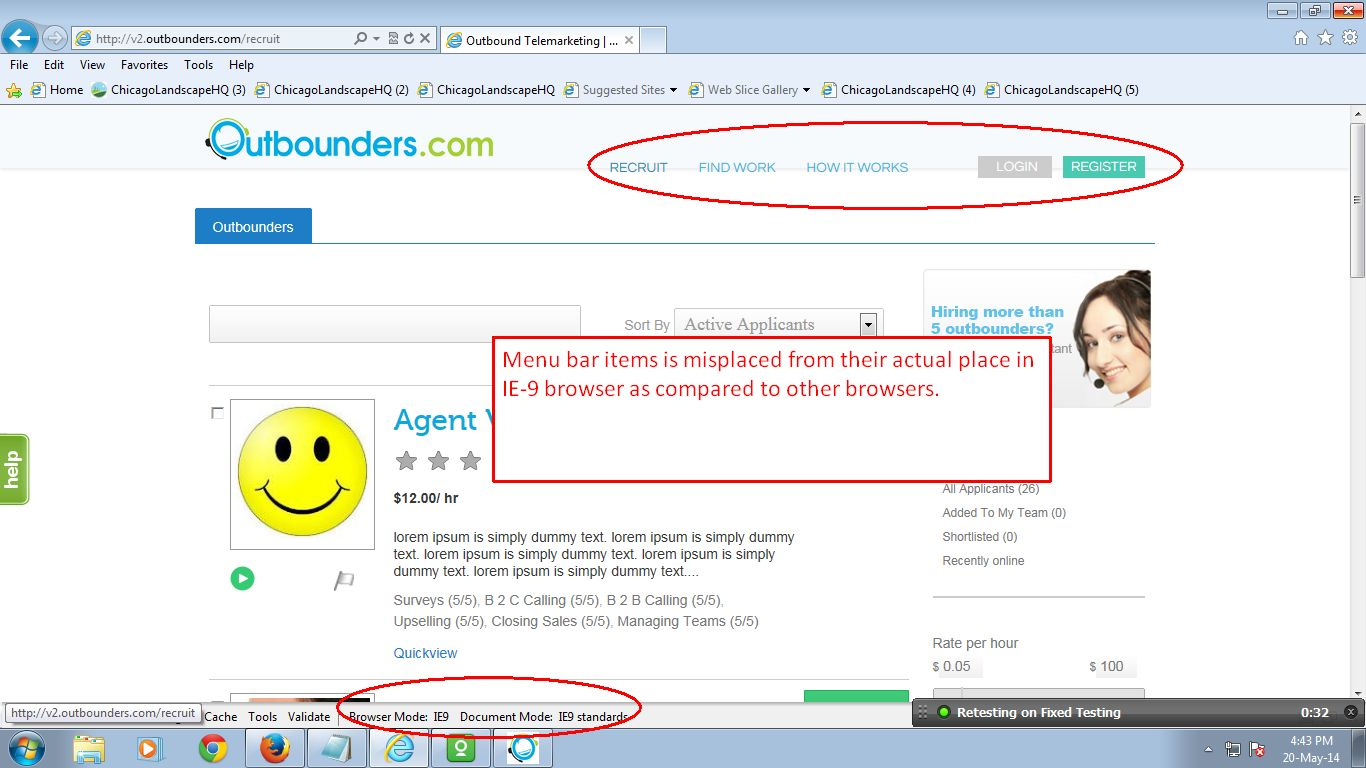 http://v2.outbounders.com/recruit
Outbound Telemarketing | ...
File Edit View Favorites Tools Help
Home ChicagoLandscapeHQ (3) ChicagoLandscapeHQ (2) ChicagoLandscapeHQ Suggested Sites Web Slice Gallery ChicagoLandscapeHQ (4) ChicagoLandscapeHQ (5)
Outbounders.com
RECRUIT FIND WORK HOW IT WORKS LOGIN REGISTER
Outbounders
Hiring more than
5 outbounders?
Sort By Active Applicants
Menu bar items is misplaced from their actual place in
IE-9 browser as compared to other browsers.
Agent
$12.00/ hr
lorem ipsum is simply dummy text. lorem ipsum is simply dummy
text. lorem ipsum is simply dummy text. lorem ipsum is simply
dummy text. lorem ipsum is simply dummy text....
Surveys (5/5), B 2 C Calling (5/5), B 2 B Calling (5/5),
Upselling (5/5), Closing Sales (5/5), Managing Teams (5/5)
Quickview
All Applicants (26)
Added To My Team (0)
Shortlisted (0)
Recently online
Rate per hour
$ 0.05 $ 100
help
http://v2.outbounders.com/recruit
Cache Tools Validate Browser Mode: IE9 Document Mode: IE9 standards
Retesting on Fixed Testing 0:32
4:43 PM
20-May-14